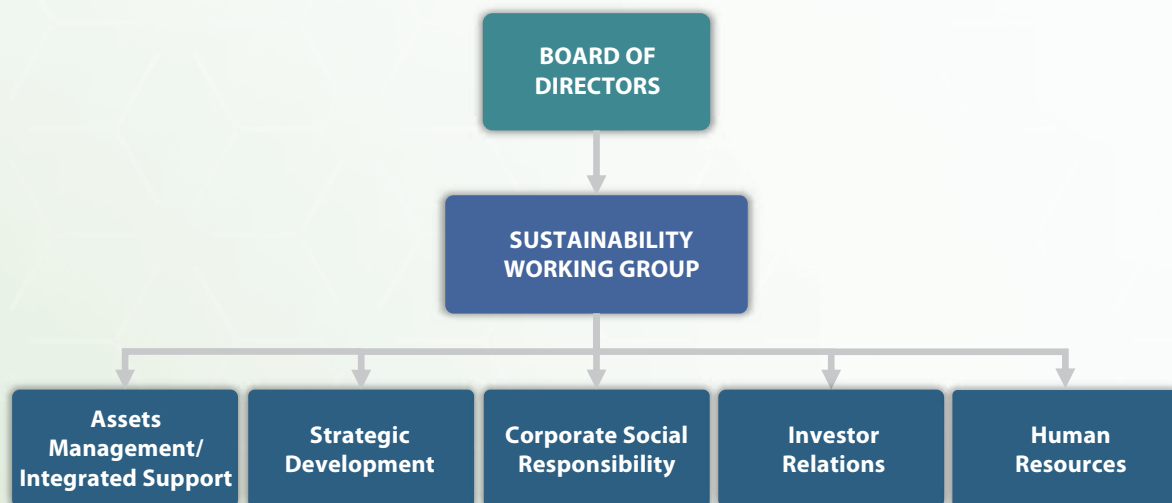 BOARD OF
DIRECTORS
SUSTAINABILITY
WORKING GROUP
Assets
Management/
Integrated Support
Strategic
Development
Corporate Social
Responsibility
Investor
Relations
Human
Resources